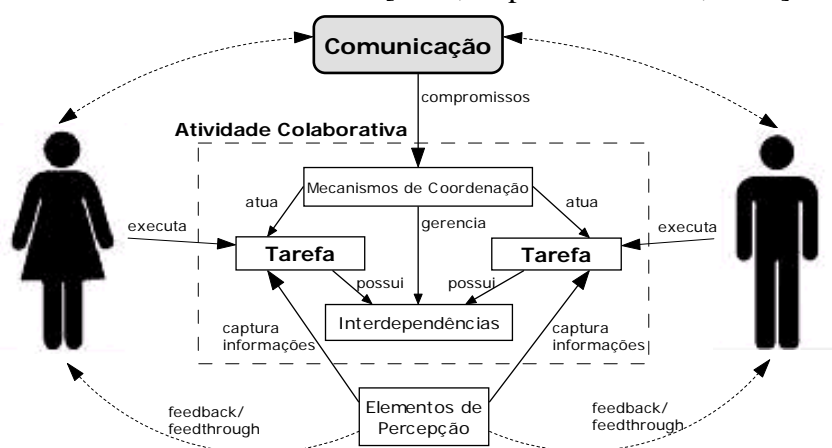 Comunicação
compromissos
Atividade Colaborativa
Mecanismos de Coordenação
atua
atua
executa
gerencia
executa
Tarefa
Tarefa
possui
possui
Interdependências
captura
informações
captura
informações
Elementos de
Percepção
feedback/
feedthrough
feedback/
feedthrough